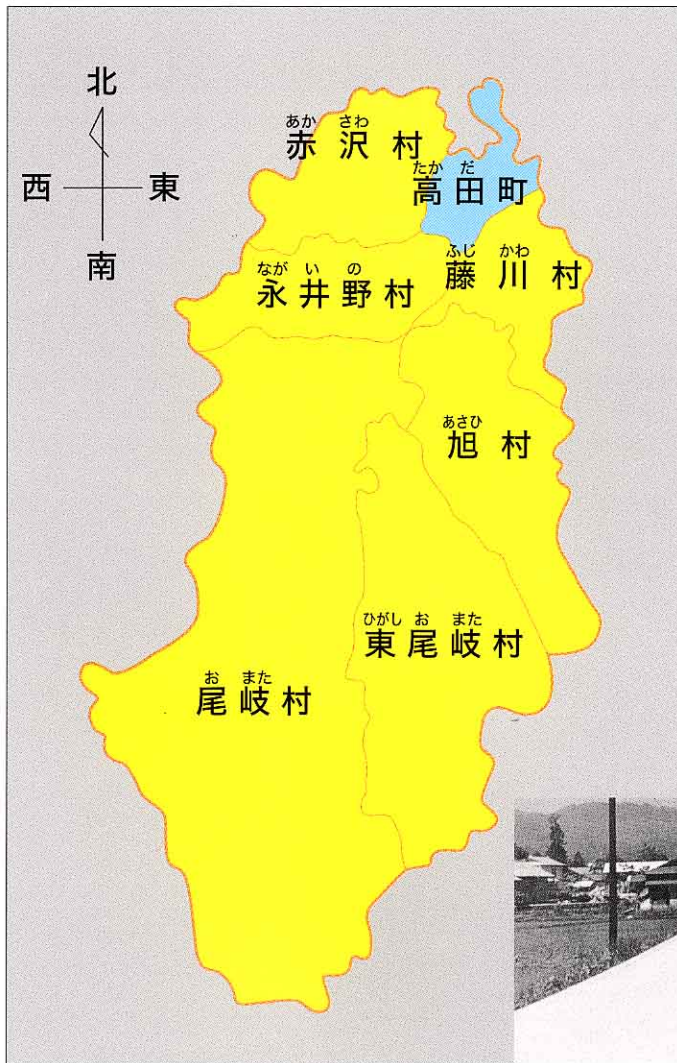 北
西 東
南
あか さわ
赤沢村
たか だ
高田町
ふじ かわ
藤川村
なが い の
永井野村
あさひ
旭村
ひがし お また
東尾岐村
お また
尾岐村